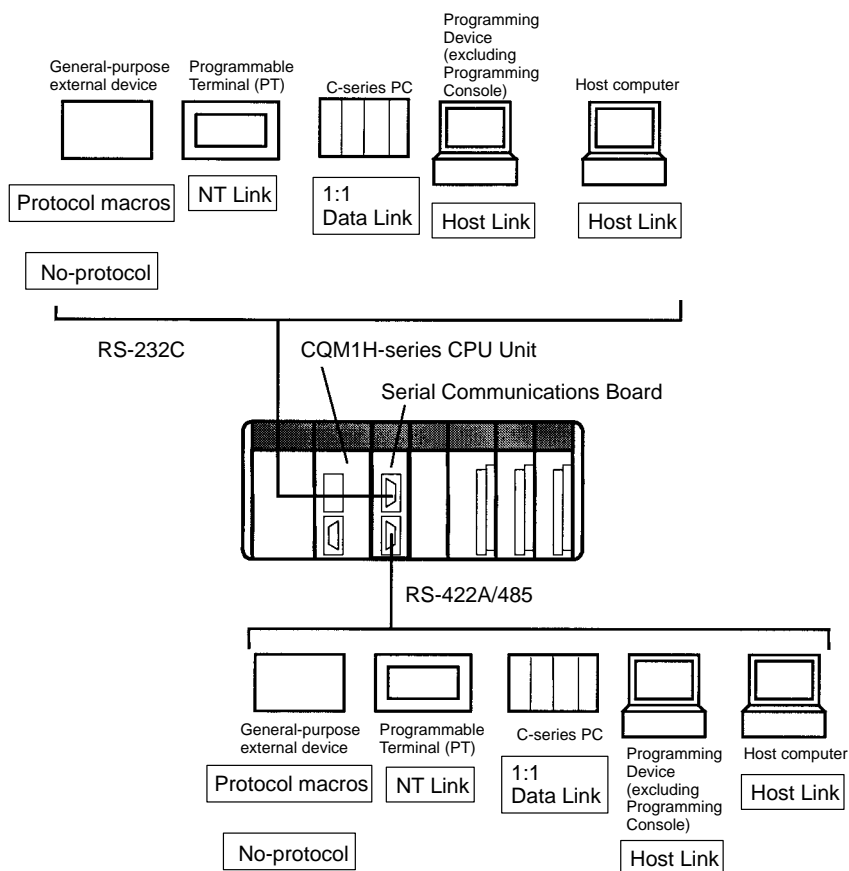 Programming
Device
(excluding
Programming
Console)
General-purpose
external device
Programmable
Terminal (PT)
C-series PC
Host computer
Protocol macros
NT Link
1:1
Data Link
Host Link
Host Link
No-protocol
RS-232C
CQM1H-series CPU Unit
Serial Communications Board
RS-422A/485
General-purpose
external device
Programmable
Terminal (PT)
C-series PC
Programming
Device
(excluding
Programming
Console)
Host computer
Protocol macros
NT Link
1:1
Data Link
Host Link
No-protocol
Host Link